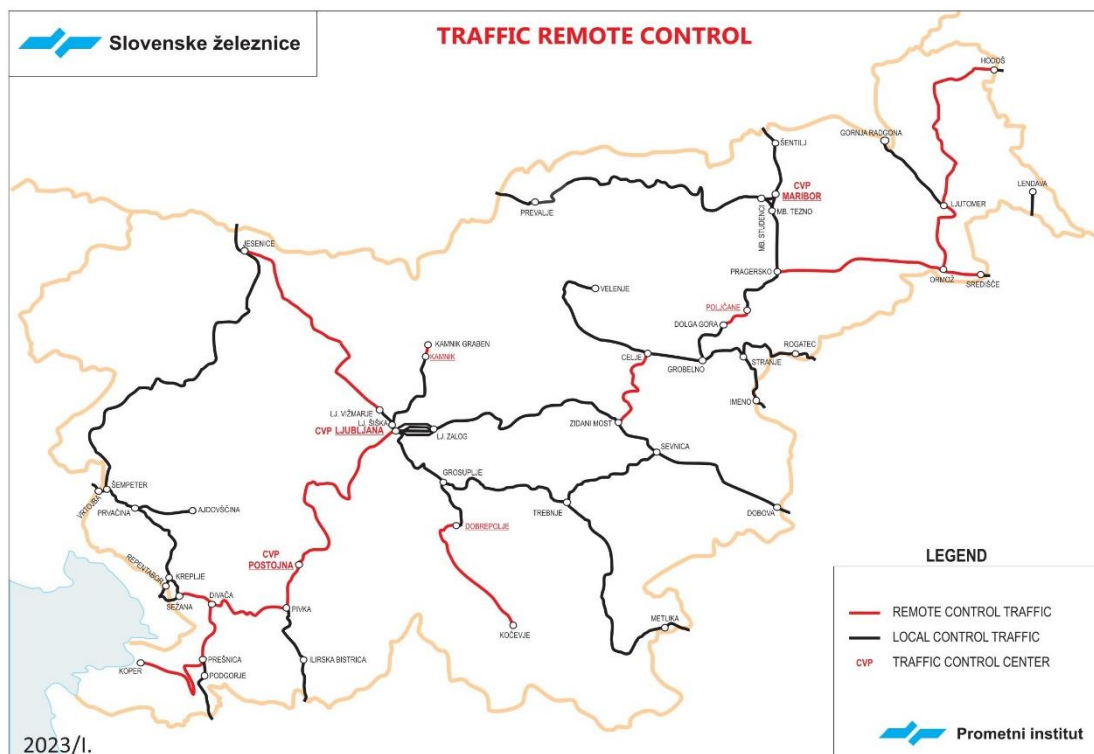 Slovenske železnice
TRAFFIC REMOTE CONTROL
HODOŠ
GORNJA RADGONA
ŠENTILJ
LENDAVA
CVP
MARIBOR
PREVALJE
MB. STUDENCI
MB. TEZNO
LJUTOMER
JESENICE
PRAGERSKO
ORMOŽ
SREDIŠČE
VELENJE
POLJČANE
DOLGA GORA
KAMNIK GRABEN
KAMNIK
CELJE
GROBELNO
STRANJE
ROGATEC
IMENO
LJ. VIŽMARJE
LJ. ŠIŠKA
CVP LJUBLJANA
LJ. ZALOG
ZIDANI MOST
SEVNICA
GROSUPLJE
TREBNJE
DOBOVA
ŠEMPETER
VRTOJBA
PRVAČINA
AJDOVŠČINA
DOBREPOLJE
CVP
POSTOJNA
REPENTABOR
KREPLJE
SEŽANA
DIVAČA
PIVKA
KOČEVJE
METLIKA
KOPER
PREŠNICA
PODGORJE
ILIRSKA BISTRICA
LEGEND
REMOTE CONTROL TRAFFIC
LOCAL CONTROL TRAFFIC
CVP TRAFFIC CONTROL CENTER
Prometni institut
2023/I.